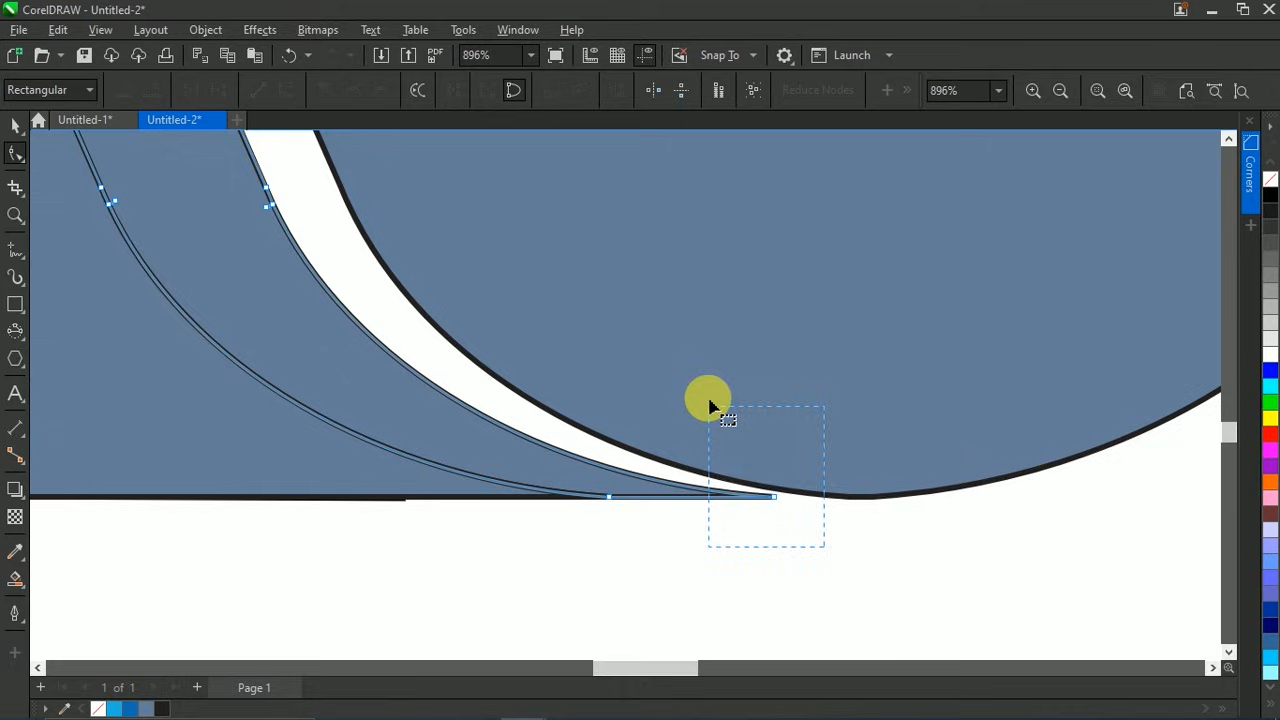 CorelDRAW - Untitled-2*
File Edit View Layout Object Effects Bitmaps Text Table Tools Window Help
PDF 896% Snap To Launch
Rectangular Reduce Nodes 896%
Untitled-1* Untitled-2*
Corners
1 of 1 Page 1